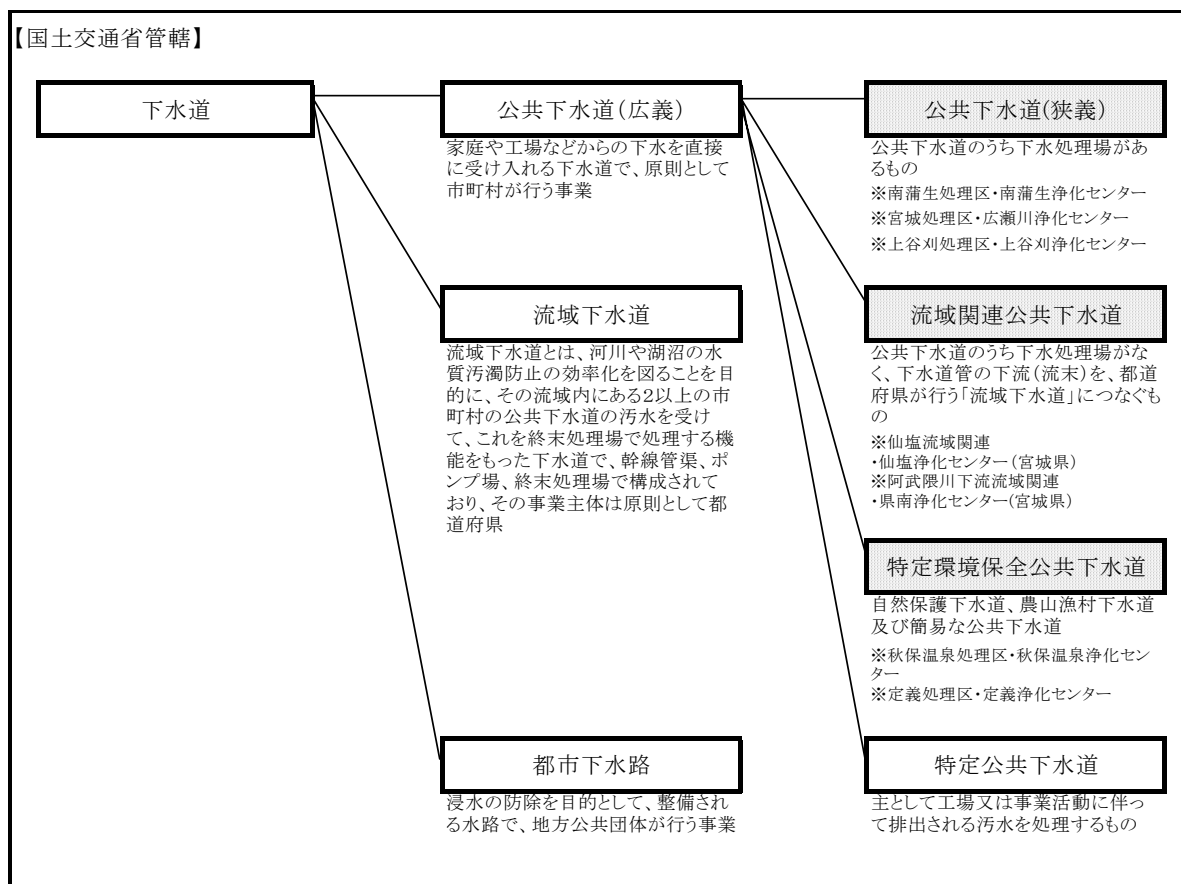 【国土交通省管轄】
下水道
公共下水道(広義)
家庭や工場などからの下水を直接
に受け入れる下水道で、原則として
市町村が行う事業
公共下水道(狭義)
公共下水道のうち下水処理場があ
るもの
※南蒲生処理区・南蒲生浄化センター
※宮城処理区・広瀬川浄化センター
※上谷刈処理区・上谷刈浄化センター
流域下水道
流域下水道とは、河川や湖沼の水
質汚濁防止の効率化を図ることを目
的に、その流域内にある2以上の市
町村の公共下水道の汚水を受け
て、これを終末処理場で処理する機
能をもった下水道で、幹線管渠、ポ
ンプ場、終末処理場で構成されて
おり、その事業主体は原則として都
道府県
流域関連公共下水道
公共下水道のうち下水処理場がな
く、下水道管の下流(流末)を、都道
府県が行う「流域下水道」につなぐも
の
※仙塩流域関連
・仙塩浄化センター(宮城県)
※阿武隈川下流流域関連
・県南浄化センター(宮城県)
特定環境保全公共下水道
自然保護下水道、農山漁村下水道
及び簡易な公共下水道
※秋保温泉処理区・秋保温泉浄化セン
ター
※定義処理区・定義浄化センター
都市下水路
浸水の防除を目的として、整備され
る水路で、地方公共団体が行う事業
特定公共下水道
主として工場又は事業活動に伴っ
て排出される汚水を処理するもの